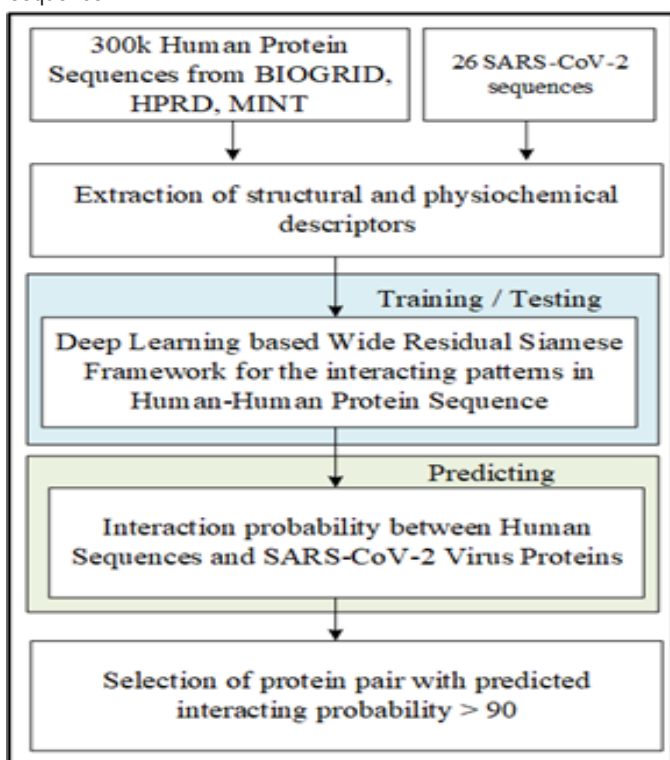 300k Human Protein
Sequences from BIOGRID,
HPRD, MINT
26 SARS-CoV-2
sequences
Extraction of structural and physiochemical
descriptors
Training / Testing
Deep Learning based Wide Residual Siamese
Framework for the interacting patterns in
Human-Human Protein Sequence
Predicting
Interaction probability between Human
Sequences and SARS-CoV-2 Virus Proteins
Selection of protein pair with predicted
interacting probability > 90